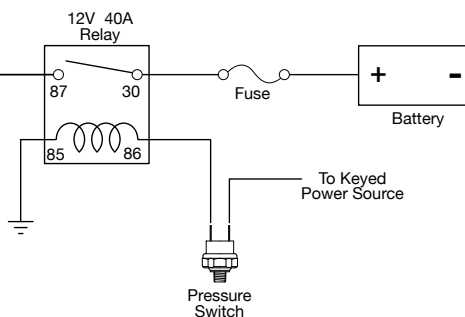 12V 40A
Relay
87
30
85
86
Fuse
+
-
Battery
To Keyed
Power Source
Pressure
Switch